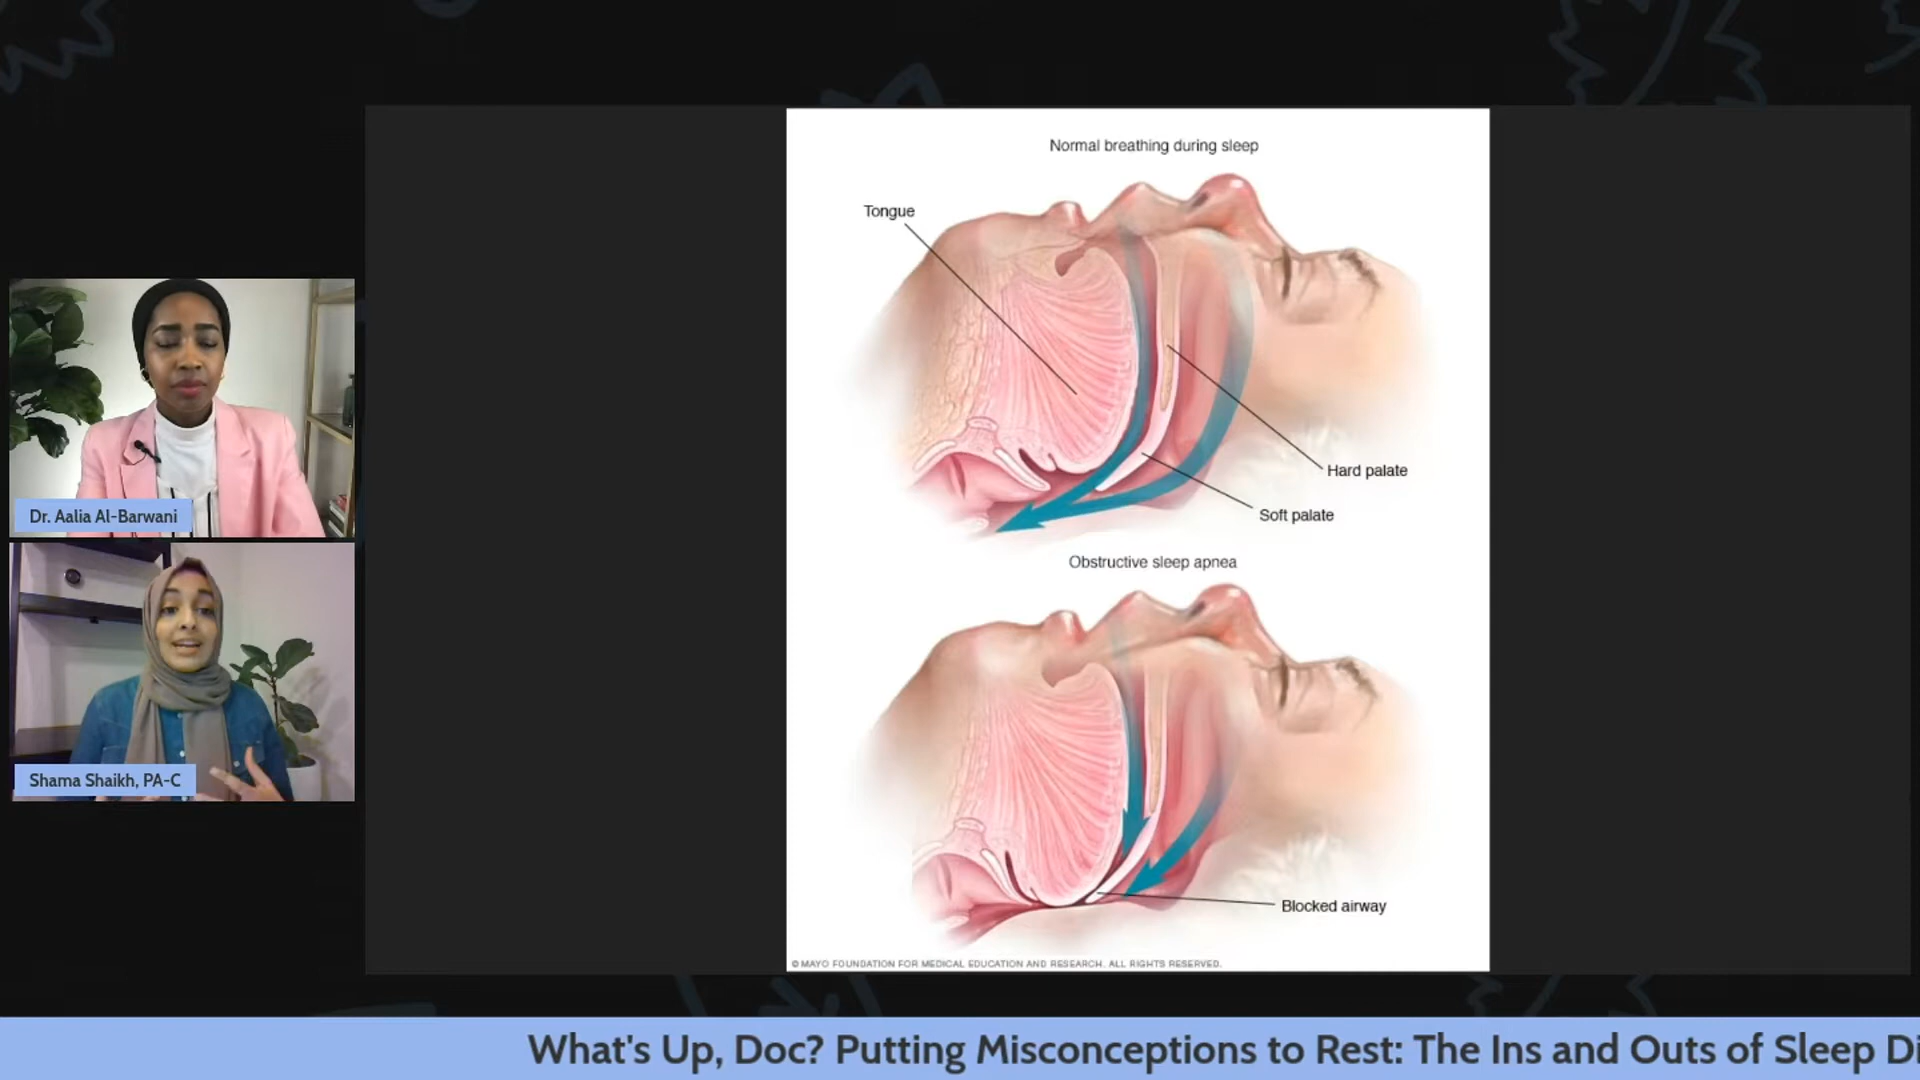 Normal breathing during sleep
Tongue
Hard palate
Soft palate
Obstructive sleep apnea
Blocked airway
© MAYO FOUNDATION FOR MEDICAL EDUCATION AND RESEARCH. ALL RIGHTS RESERVED.
Dr. Aalia Al-Barwani
Shama Shaikh, PA-C
What's Up, Doc? Putting Misconceptions to Rest: The Ins and Outs of Sleep Di